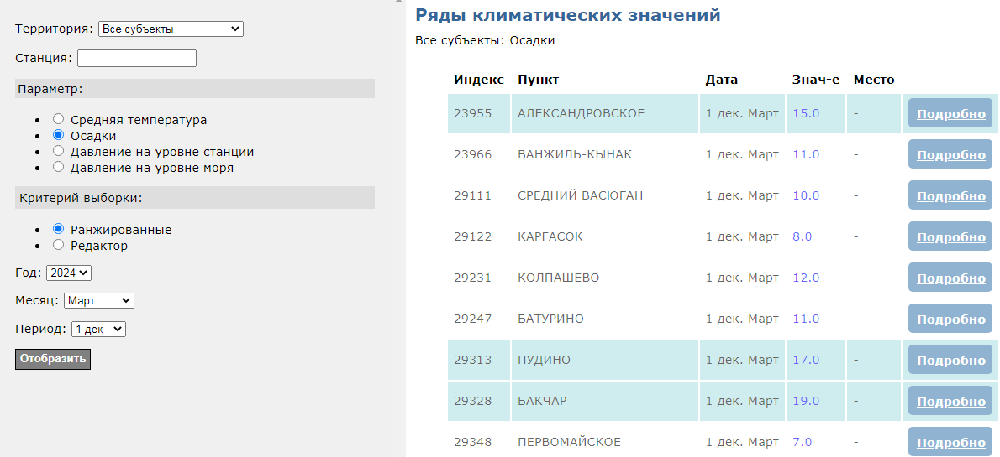 Территория: Все субъекты
Станция:
Параметр:
Средняя температура
Осадки
Давление на уровне станции
Давление на уровне моря
Критерий выборки:
Ранжированные
Редактор
Год: 2024
Месяц: Март
Период: 1 дек
Отобразить
Ряды климатических значений
Все субъекты: Осадки
Индекс Пункт Дата Знач-е Место
23955 АЛЕКСАНДРОВСКОЕ 1 дек. Март 15.0 - Подробно
23966 ВАНЖИЛЬ-КЫНАК 1 дек. Март 11.0 - Подробно
29111 СРЕДНИЙ ВАСЮГАН 1 дек. Март 10.0 - Подробно
29122 КАРГАСОК 1 дек. Март 8.0 - Подробно
29231 КОЛПАШЕВО 1 дек. Март 12.0 - Подробно
29247 БАТУРИНО 1 дек. Март 11.0 - Подробно
29313 ПУДИНО 1 дек. Март 17.0 - Подробно
29328 БАКЧАР 1 дек. Март 19.0 - Подробно
29348 ПЕРВОМАЙСКОЕ 1 дек. Март 7.0 - Подробно